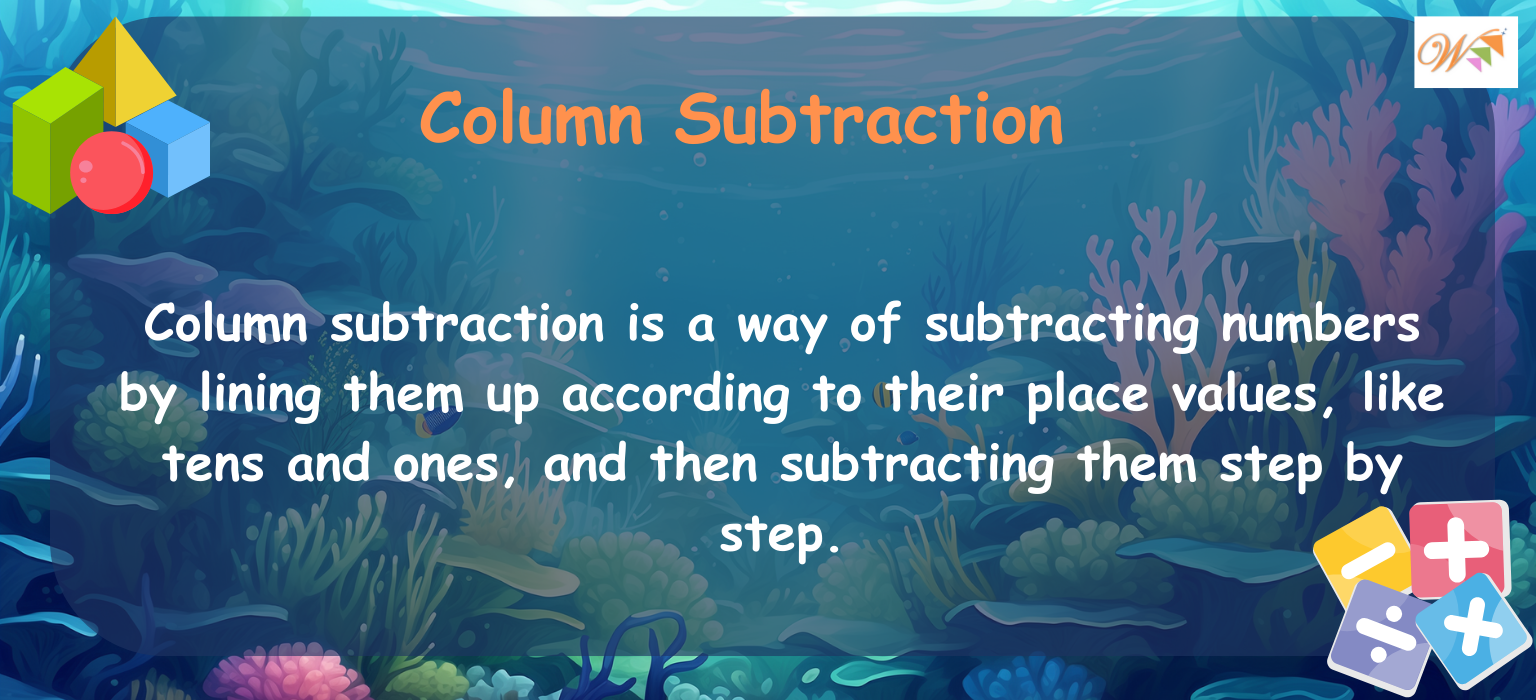 Column Subtraction
Column subtraction is a way of subtracting numbers
by lining them up according to their place values, like
tens and ones, and then subtracting them step by
step.
W
− +
÷ +